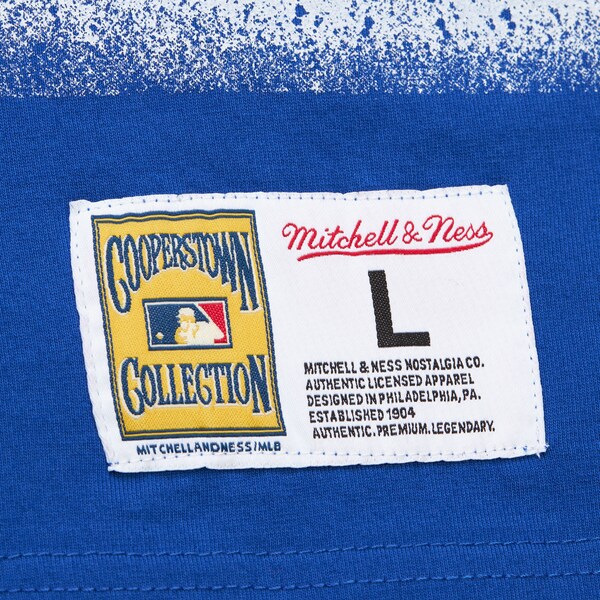 COOPERSTOWN
COLLECTION
MITCHELLANDNESS/MLB
Mitchell & Ness
L
MITCHELL & NESS NOSTALGIA CO.
AUTHENTIC LICENSED APPAREL
DESIGNED IN PHILADELPHIA, PA.
ESTABLISHED 1904
AUTHENTIC.PREMIUM.LEGENDARY.